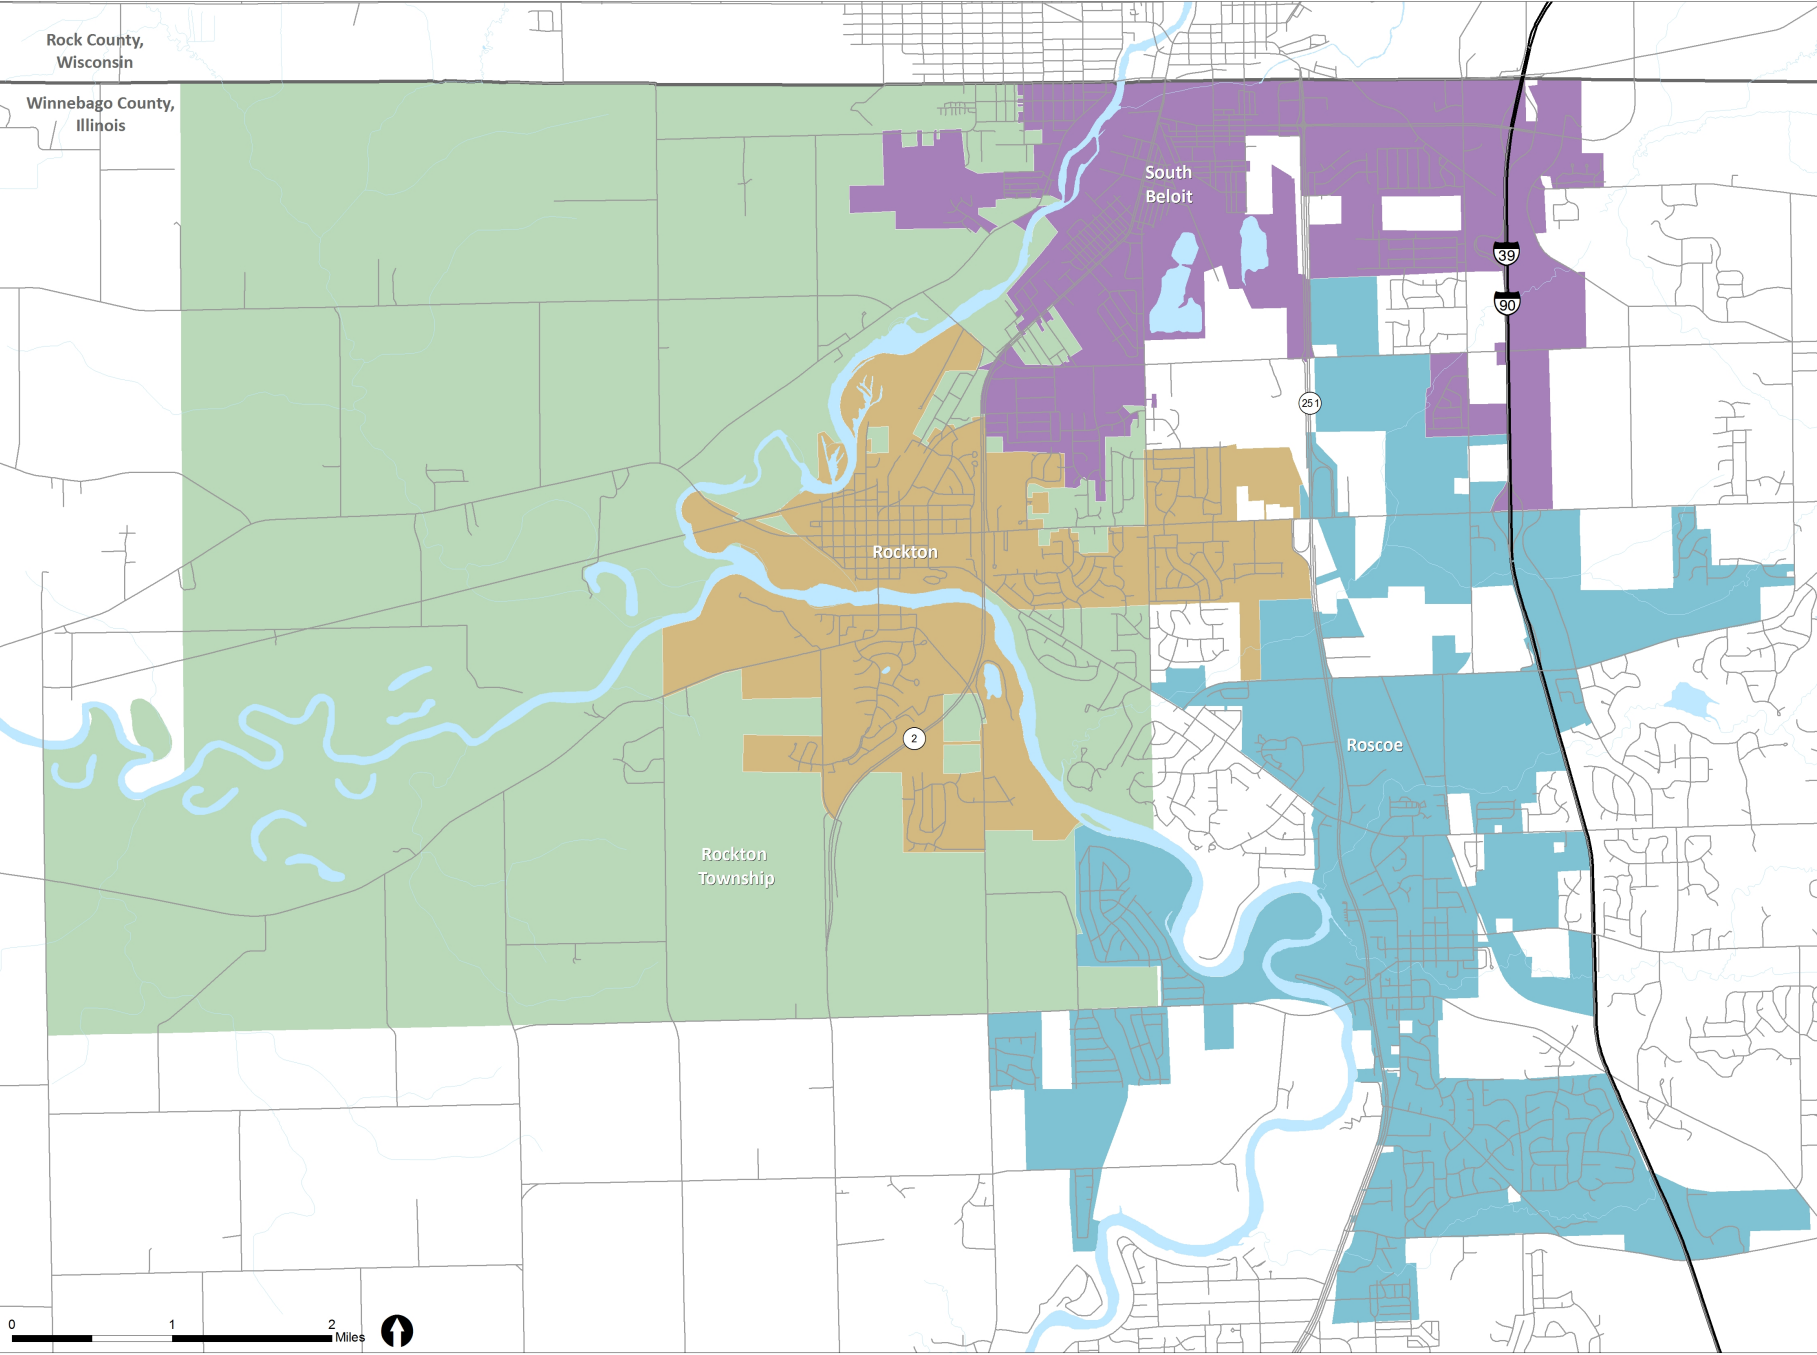 Rock County,
Wisconsin
Winnebago County,
Illinois
South
Beloit
39
90
251
Rockton
2
Roscoe
Rockton
Township
0 1 2
Miles